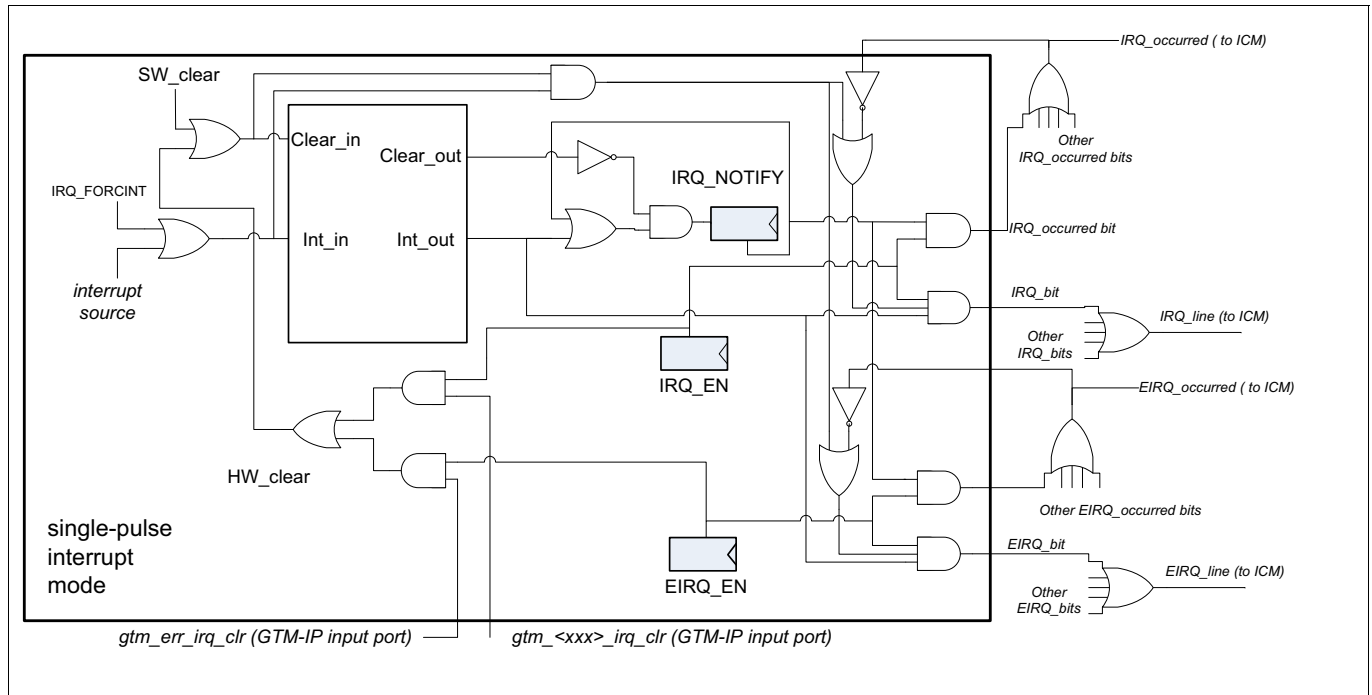 IRQ_occurred ( to ICM)
SW_clear
Other
IRQ_occurred bits
Clear_in
Clear_out
IRQ_NOTIFY
IRQ_FORCINT
IRQ_occurred bit
Int_in
Int_out
interrupt
source
IRQ_bit
IRQ_line (to ICM)
Other
IRQ_bits
IRQ_EN
EIRQ_occurred ( to ICM)
HW_clear
Other EIRQ_occurred bits
single-pulse
interrupt
mode
EIRQ_bit
EIRQ_line (to ICM)
EIRQ_EN
Other
EIRQ_bits
gtm_err_irq_clr (GTM-IP input port)
gtm_<xxx>_irq_clr (GTM-IP input port)